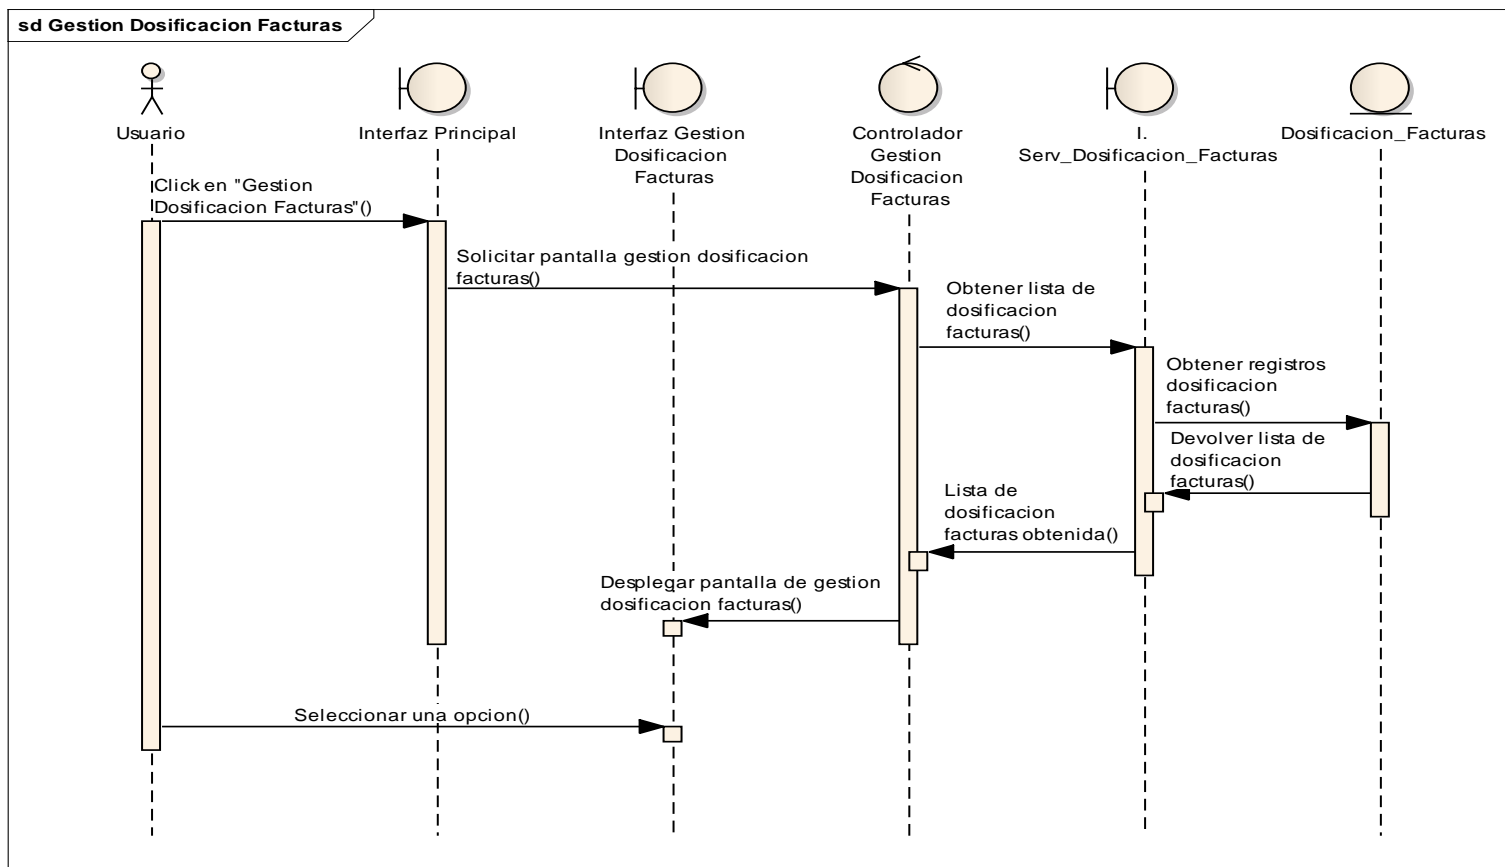 sd Gestion Dosificacion Facturas
Usuario
Interfaz Principal
Interfaz Gestion
Dosificacion
Facturas
Controlador
Gestion
Dosificacion
Facturas
I.
Serv_Dosificacion_Facturas
Dosificacion_Facturas
Click en "Gestion
Dosificacion Facturas"()
Solicitar pantalla gestion dosificacion
facturas()
Obtener lista de
dosificacion
facturas()
Obtener registros
dosificacion
facturas()
Devolver lista de
dosificacion
facturas()
Lista de
dosificacion
facturas obtenida()
Desplegar pantalla de gestion
dosificacion facturas()
Seleccionar una opcion()